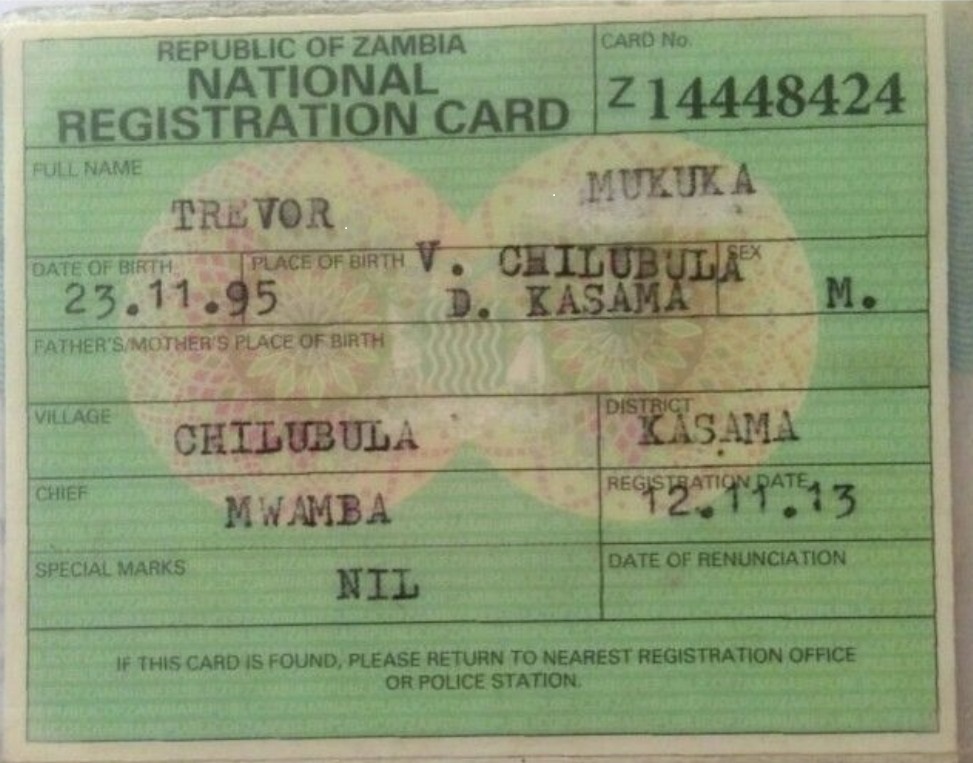 REPUBLIC OF ZAMBIA
NATIONAL
REGISTRATION CARD
CARD No.
Z 14448424
FULL NAME
TREVOR MUKUKA
DATE OF BIRTH
23.11.95
PLACE OF BIRTH
V. CHILUBULA
D. KASAMA
SEX
M.
FATHER'S/MOTHER'S PLACE OF BIRTH
VILLAGE
CHILUBULA
DISTRICT
KASAMA
CHIEF
MWAMBA
REGISTRATION DATE
12.11.13
SPECIAL MARKS
NIL
DATE OF RENUNCIATION
IF THIS CARD IS FOUND, PLEASE RETURN TO NEAREST REGISTRATION OFFICE
OR POLICE STATION.